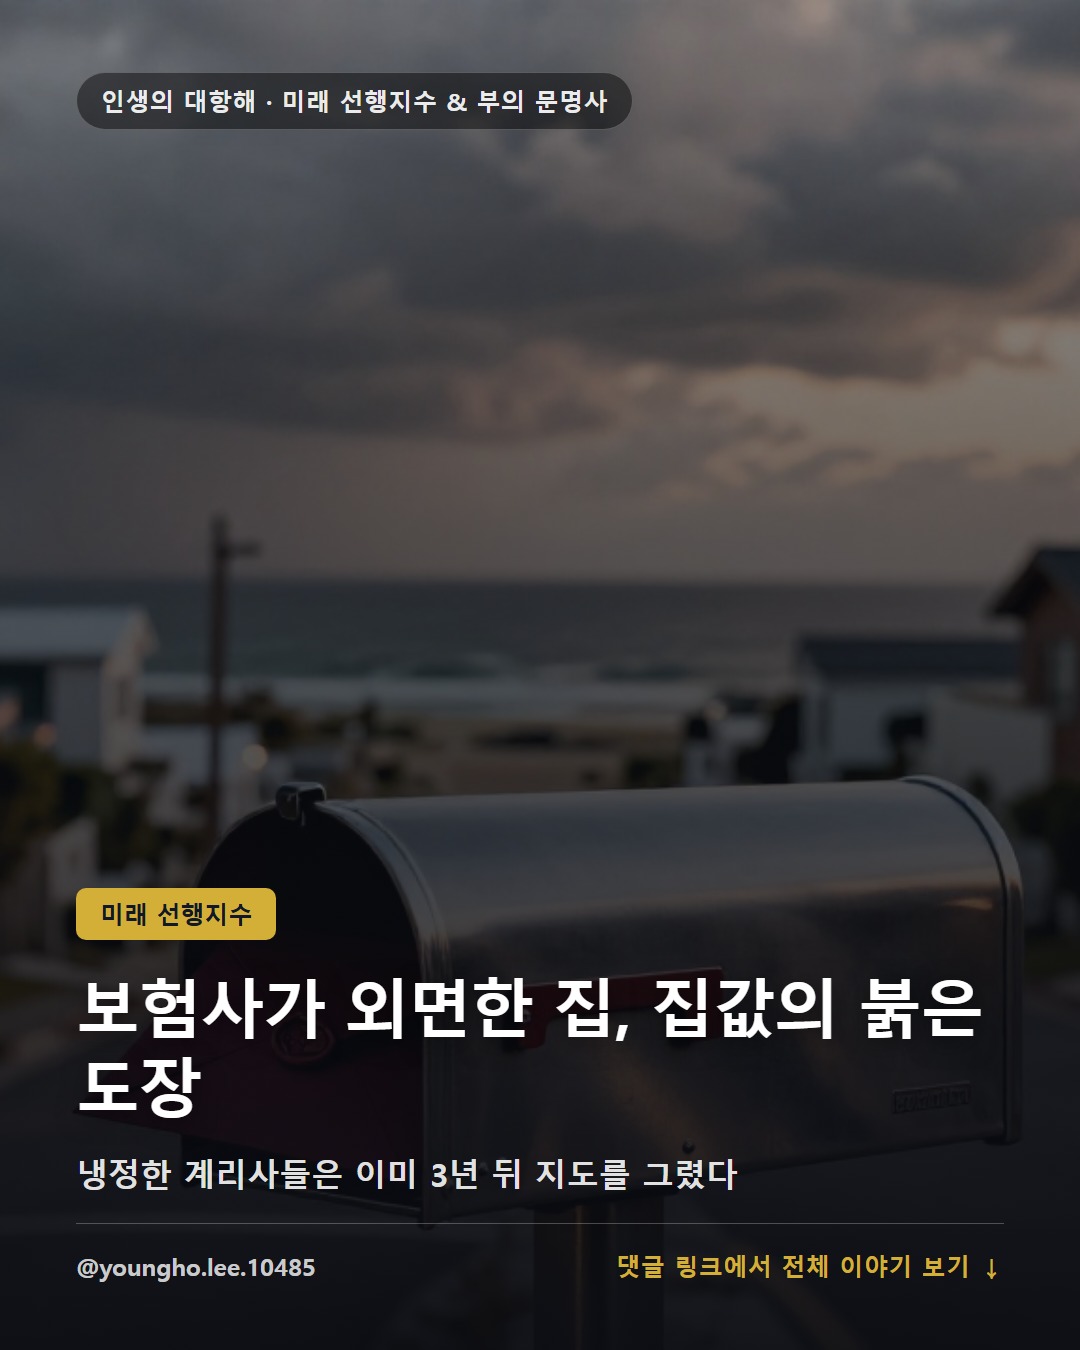 인생의 대항해 · 미래 선행지수 & 부의 문명사
미래 선행지수
보험사가 외면한 집, 집값의 붉은
도장
냉정한 계리사들은 이미 3년 뒤 지도를 그렸다
@youngho.lee.10485
댓글 링크에서 전체 이야기 보기 ↓